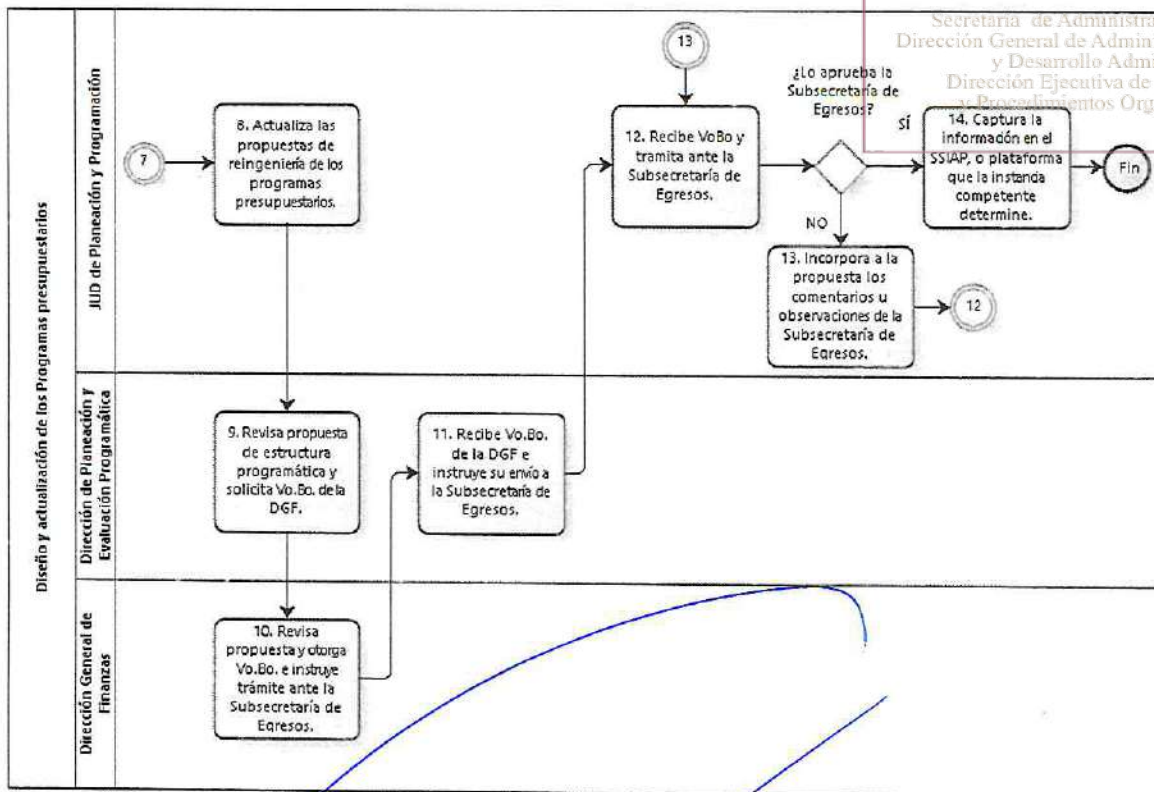 Secretaría de Administra
Dirección General de Admini
y Desarrollo Admi
Dirección Ejecutiva de
y Procedimientos Org
Diseño y actualización de los Programas presupuestarios
JUD de Planeación y Programación
7
8. Actualiza las
propuestas de
reingeniería de los
programas
presupuestarios.
13
12. Recibe VoBo y
tramita ante la
Subsecretaría de
Egresos.
¿Lo aprueba la
Subsecretaría de
Egresos?
SÍ
14. Captura la
información en el
SSIAP, o plataforma
que la instancia
competente
determine.
Fin
NO
13. Incorpora a la
propuesta los
comentarios u
observaciones de la
Subsecretaría de
Egresos.
12
Dirección de Planeación y
Evaluación Programática
9. Revisa propuesta
de estructura
programática y
solicita Vo.Bo. de la
DGF.
11. Recibe Vo.Bo.
de la DGF e
instruye su envío a
la Subsecretaría de
Egresos.
Dirección General de
Finanzas
10. Revisa
propuesta y otorga
Vo.Bo. e instruye
trámite ante la
Subsecretaría de
Egresos.